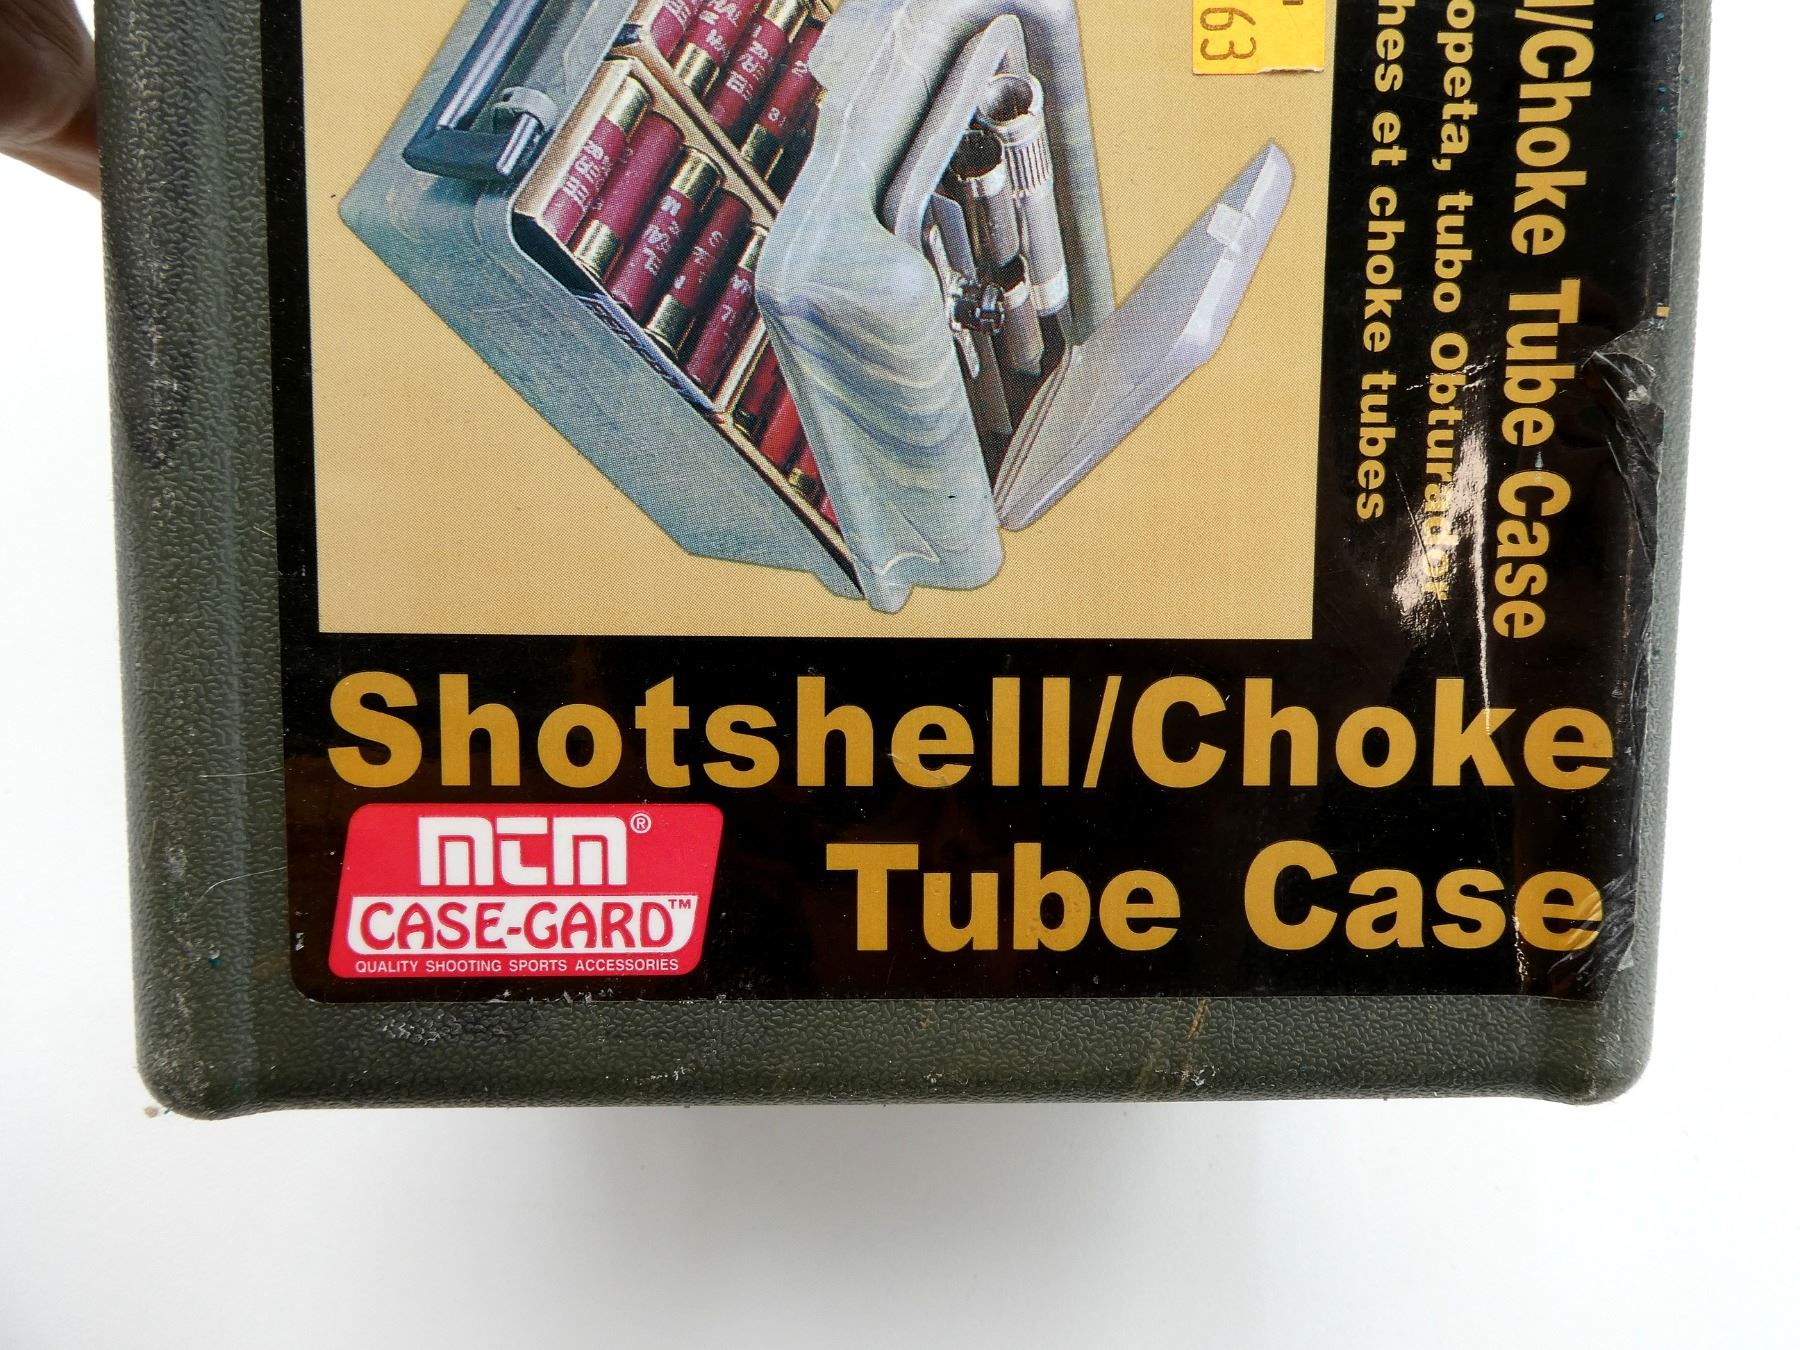 63
l/Choke Tube Case
opeta, tubo Obturador
hes et choke tubes
Shotshell/Choke
Tube Case
mTm®
CASE-GARD™
QUALITY SHOOTING SPORTS ACCESSORIES